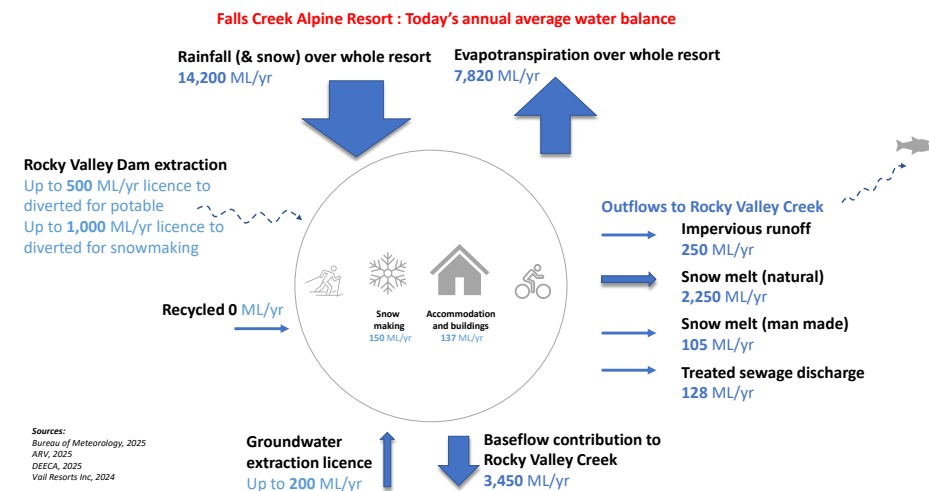 Falls Creek Alpine Resort : Today's annual average water balance
Rainfall (& snow) over whole resort
14,200 ML/yr
Evapotranspiration over whole resort
7,820 ML/yr
Rocky Valley Dam extraction
Up to 500 ML/yr licence to
diverted for potable
Up to 1,000 ML/yr licence to
diverted for snowmaking
Recycled 0 ML/yr
Snow
making
150 ML/yr
Accommodation
and buildings
137 ML/yr
Outflows to Rocky Valley Creek
Impervious runoff
250 ML/yr
Snow melt (natural)
2,250 ML/yr
Snow melt (man made)
105 ML/yr
Treated sewage discharge
128 ML/yr
Sources:
Bureau of Meteorology, 2025
ARV, 2025
DEECA, 2025
Vail Resorts Inc, 2024
Groundwater
extraction licence
Up to 200 ML/yr
Baseflow contribution to
Rocky Valley Creek
3,450 ML/yr